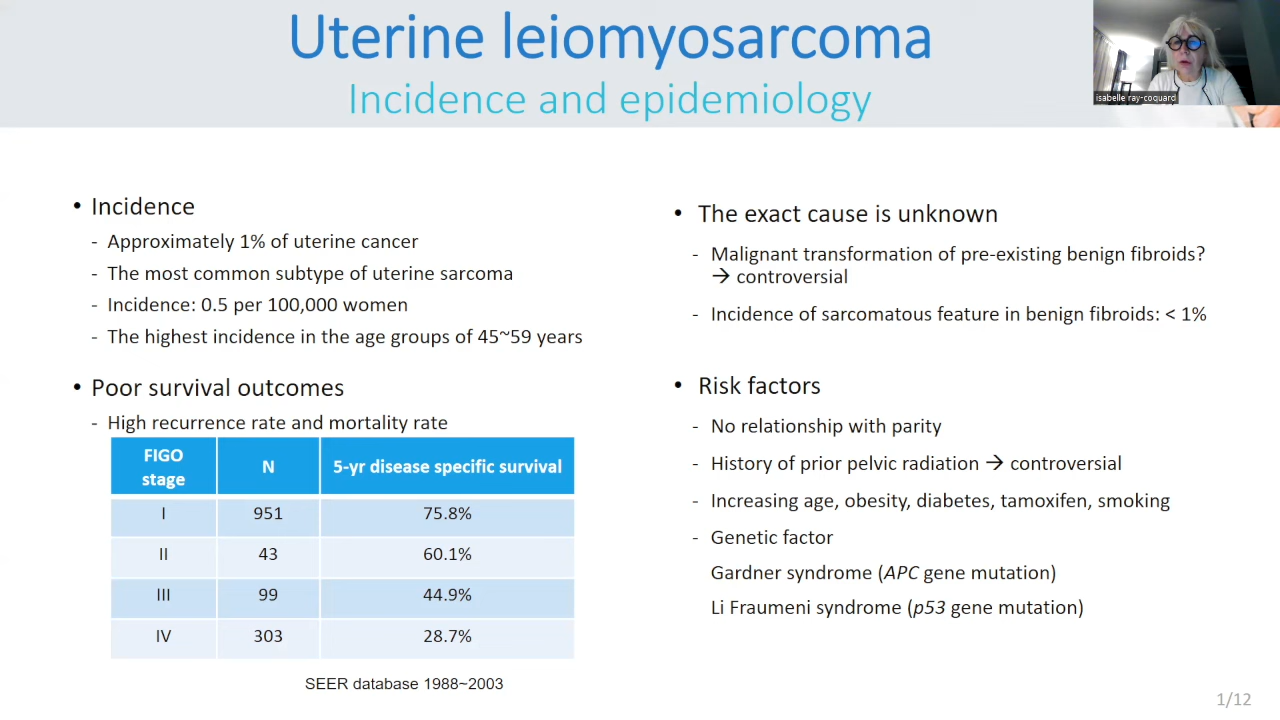 Uterine leiomyosarcoma
Incidence and epidemiology
isabelle ray-coquard
• Incidence
- Approximately 1% of uterine cancer
- The most common subtype of uterine sarcoma
- Incidence: 0.5 per 100,000 women
- The highest incidence in the age groups of 45~59 years
• Poor survival outcomes
- High recurrence rate and mortality rate
FIGO stage N 5-yr disease specific survival
I 951 75.8%
II 43 60.1%
III 99 44.9%
IV 303 28.7%
SEER database 1988~2003
• The exact cause is unknown
- Malignant transformation of pre-existing benign fibroids?
→ controversial
- Incidence of sarcomatous feature in benign fibroids: < 1%
• Risk factors
- No relationship with parity
- History of prior pelvic radiation → controversial
- Increasing age, obesity, diabetes, tamoxifen, smoking
- Genetic factor
Gardner syndrome (APC gene mutation)
Li Fraumeni syndrome (p53 gene mutation)
1/12